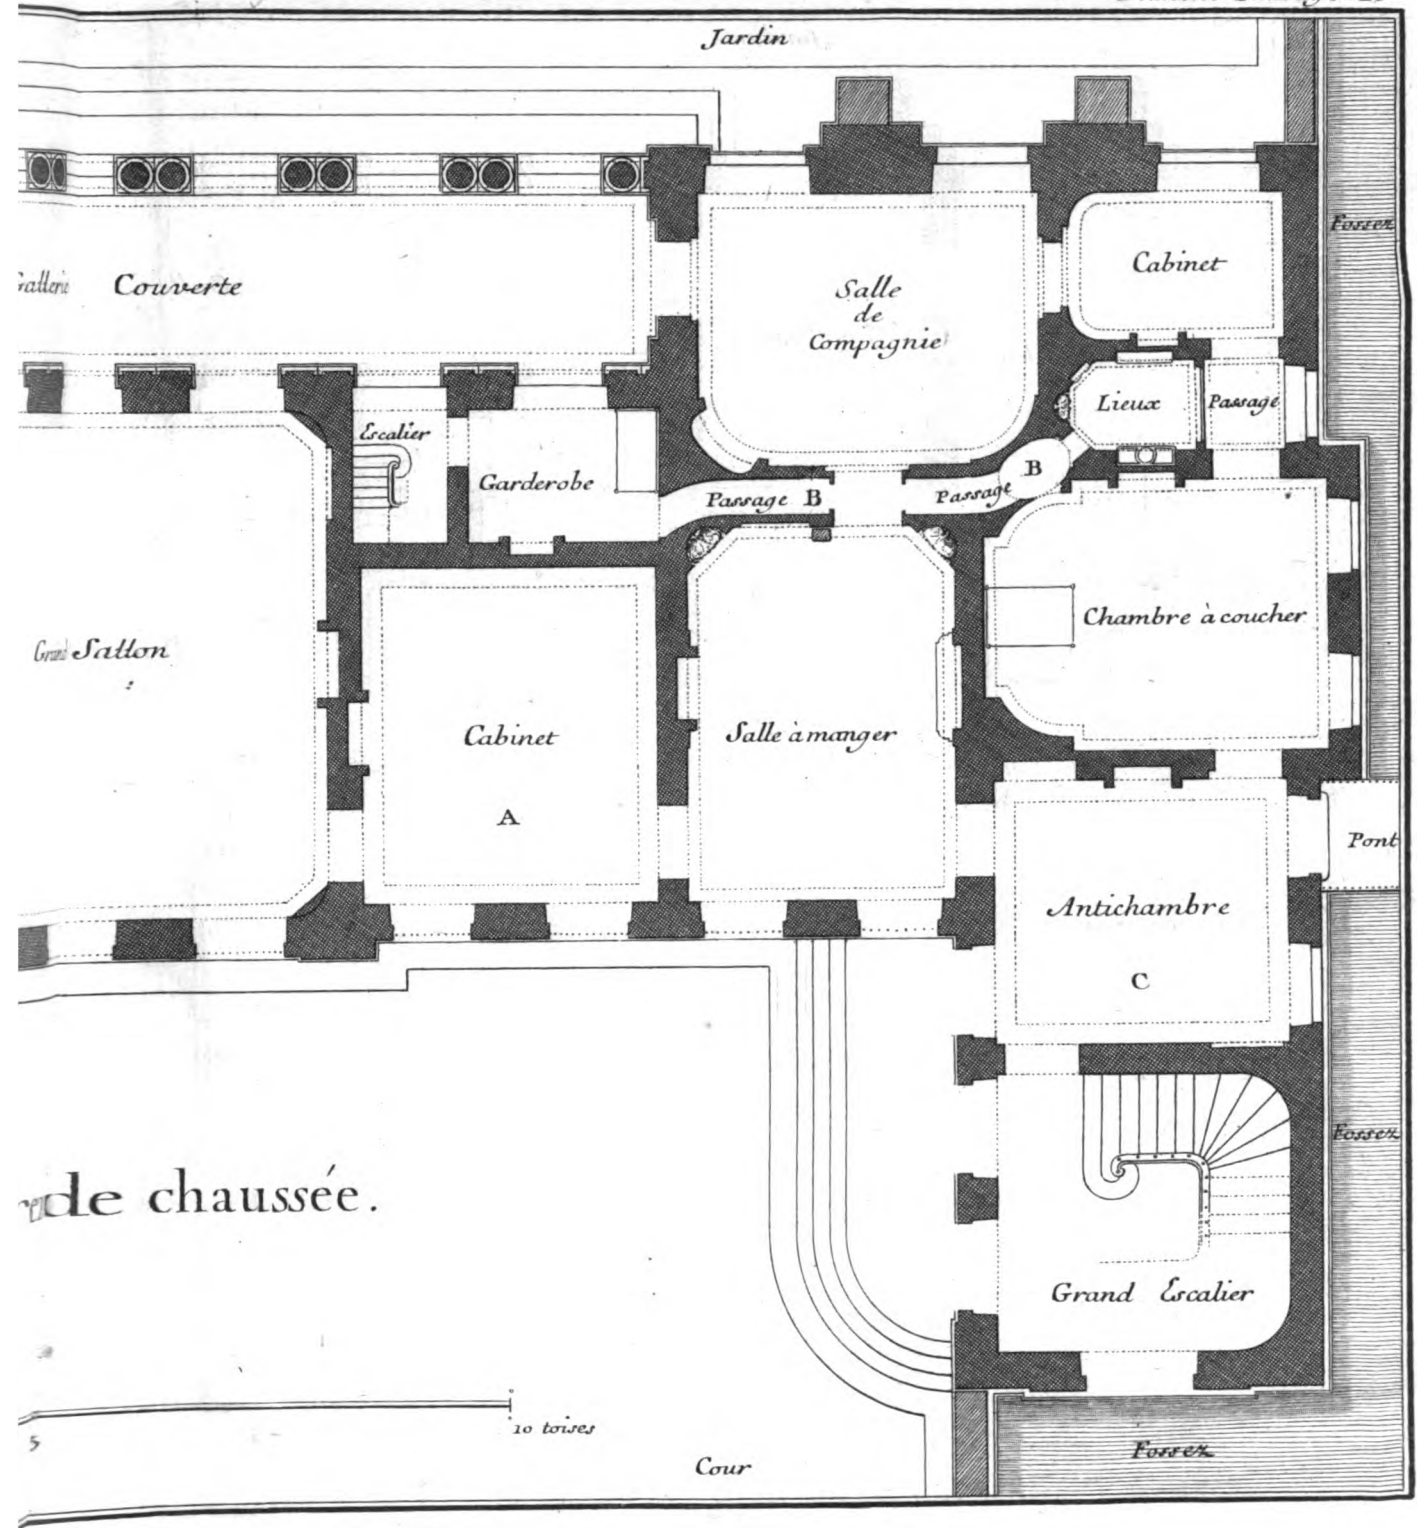 Jardin
Fossez
Gallerie Couverte
Salle
de
Compagnie
Cabinet
Escalier
Garderobe
Passage B
Passage B
Lieux
Passage
Grand Sallon
Cabinet
A
Salle à manger
Chambre à coucher
Pont
Antichambre
C
Fossez
de chaussée.
Grand Escalier
5
10 toises
Cour
Fossez